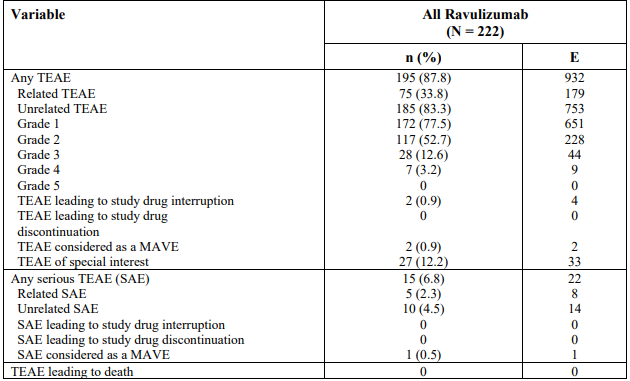 Variable All Ravulizumab
(N = 222)
n (%) E
Any TEAE 195 (87.8) 932
Related TEAE 75 (33.8) 179
Unrelated TEAE 185 (83.3) 753
Grade 1 172 (77.5) 651
Grade 2 117 (52.7) 228
Grade 3 28 (12.6) 44
Grade 4 7 (3.2) 9
Grade 5 0 0
TEAE leading to study drug interruption 2 (0.9) 4
TEAE leading to study drug 0 0
discontinuation
TEAE considered as a MAVE 2 (0.9) 2
TEAE of special interest 27 (12.2) 33
Any serious TEAE (SAE) 15 (6.8) 22
Related SAE 5 (2.3) 8
Unrelated SAE 10 (4.5) 14
SAE leading to study drug interruption 0 0
SAE leading to study drug discontinuation 0 0
SAE considered as a MAVE 1 (0.5) 1
TEAE leading to death 0 0